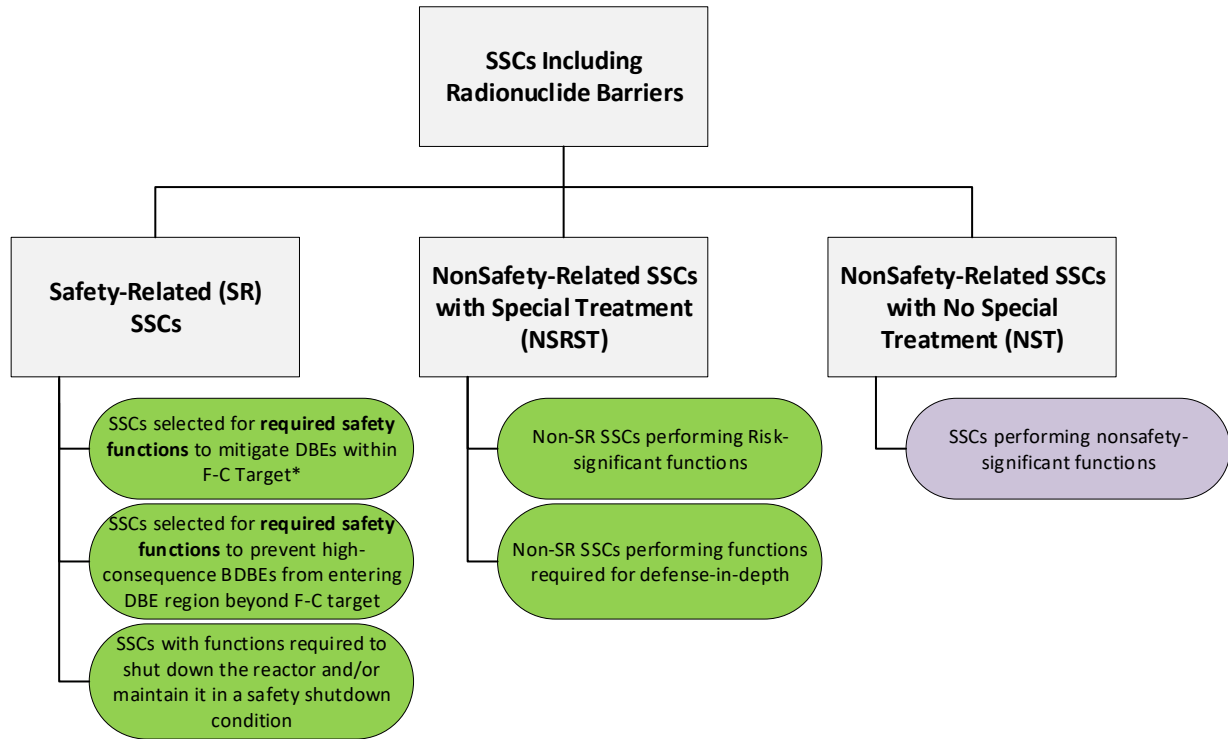 SSCs Including
Radionuclide Barriers
Safety-Related (SR)
SSCs
SSCs selected for required safety
functions to mitigate DBEs within
F-C Target*
SSCs selected for required safety
functions to prevent high-
consequence BDBEs from entering
DBE region beyond F-C target
SSCs with functions required to
shut down the reactor and/or
maintain it in a safety shutdown
condition
NonSafety-Related SSCs
with Special Treatment
(NSRST)
Non-SR SSCs performing Risk-
significant functions
Non-SR SSCs performing functions
required for defense-in-depth
NonSafety-Related SSCs
with No Special
Treatment (NST)
SSCs performing nonsafety-
significant functions